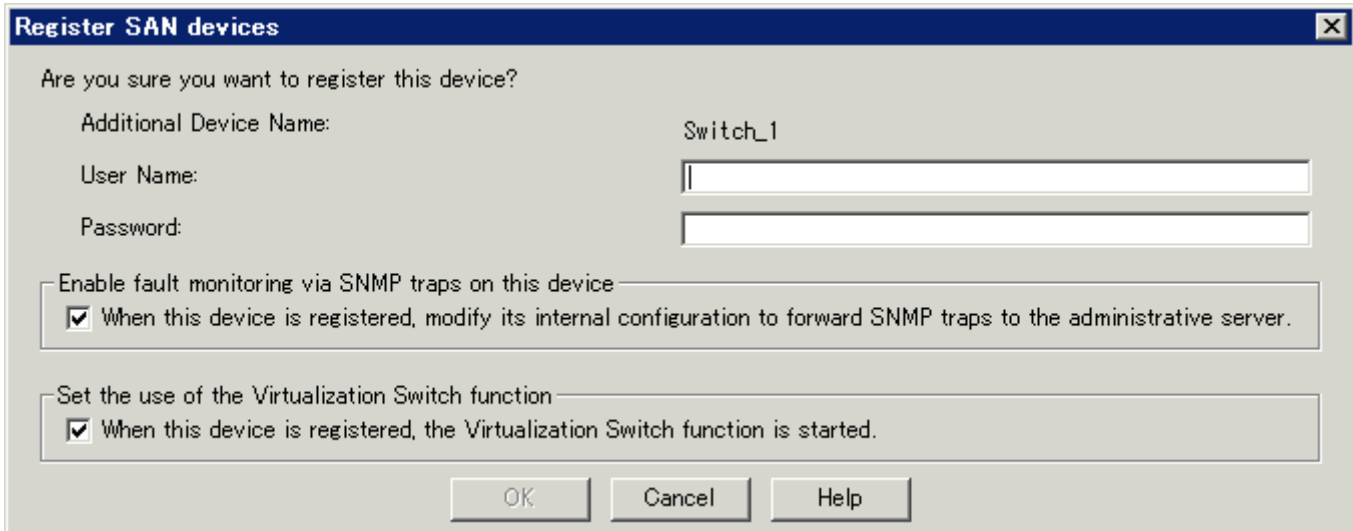 Register SAN devices
Are you sure you want to register this device?
Additional Device Name: Switch_1
User Name:
Password:
Enable fault monitoring via SNMP traps on this device
When this device is registered, modify its internal configuration to forward SNMP traps to the administrative server.
Set the use of the Virtualization Switch function
When this device is registered, the Virtualization Switch function is started.
OK Cancel Help